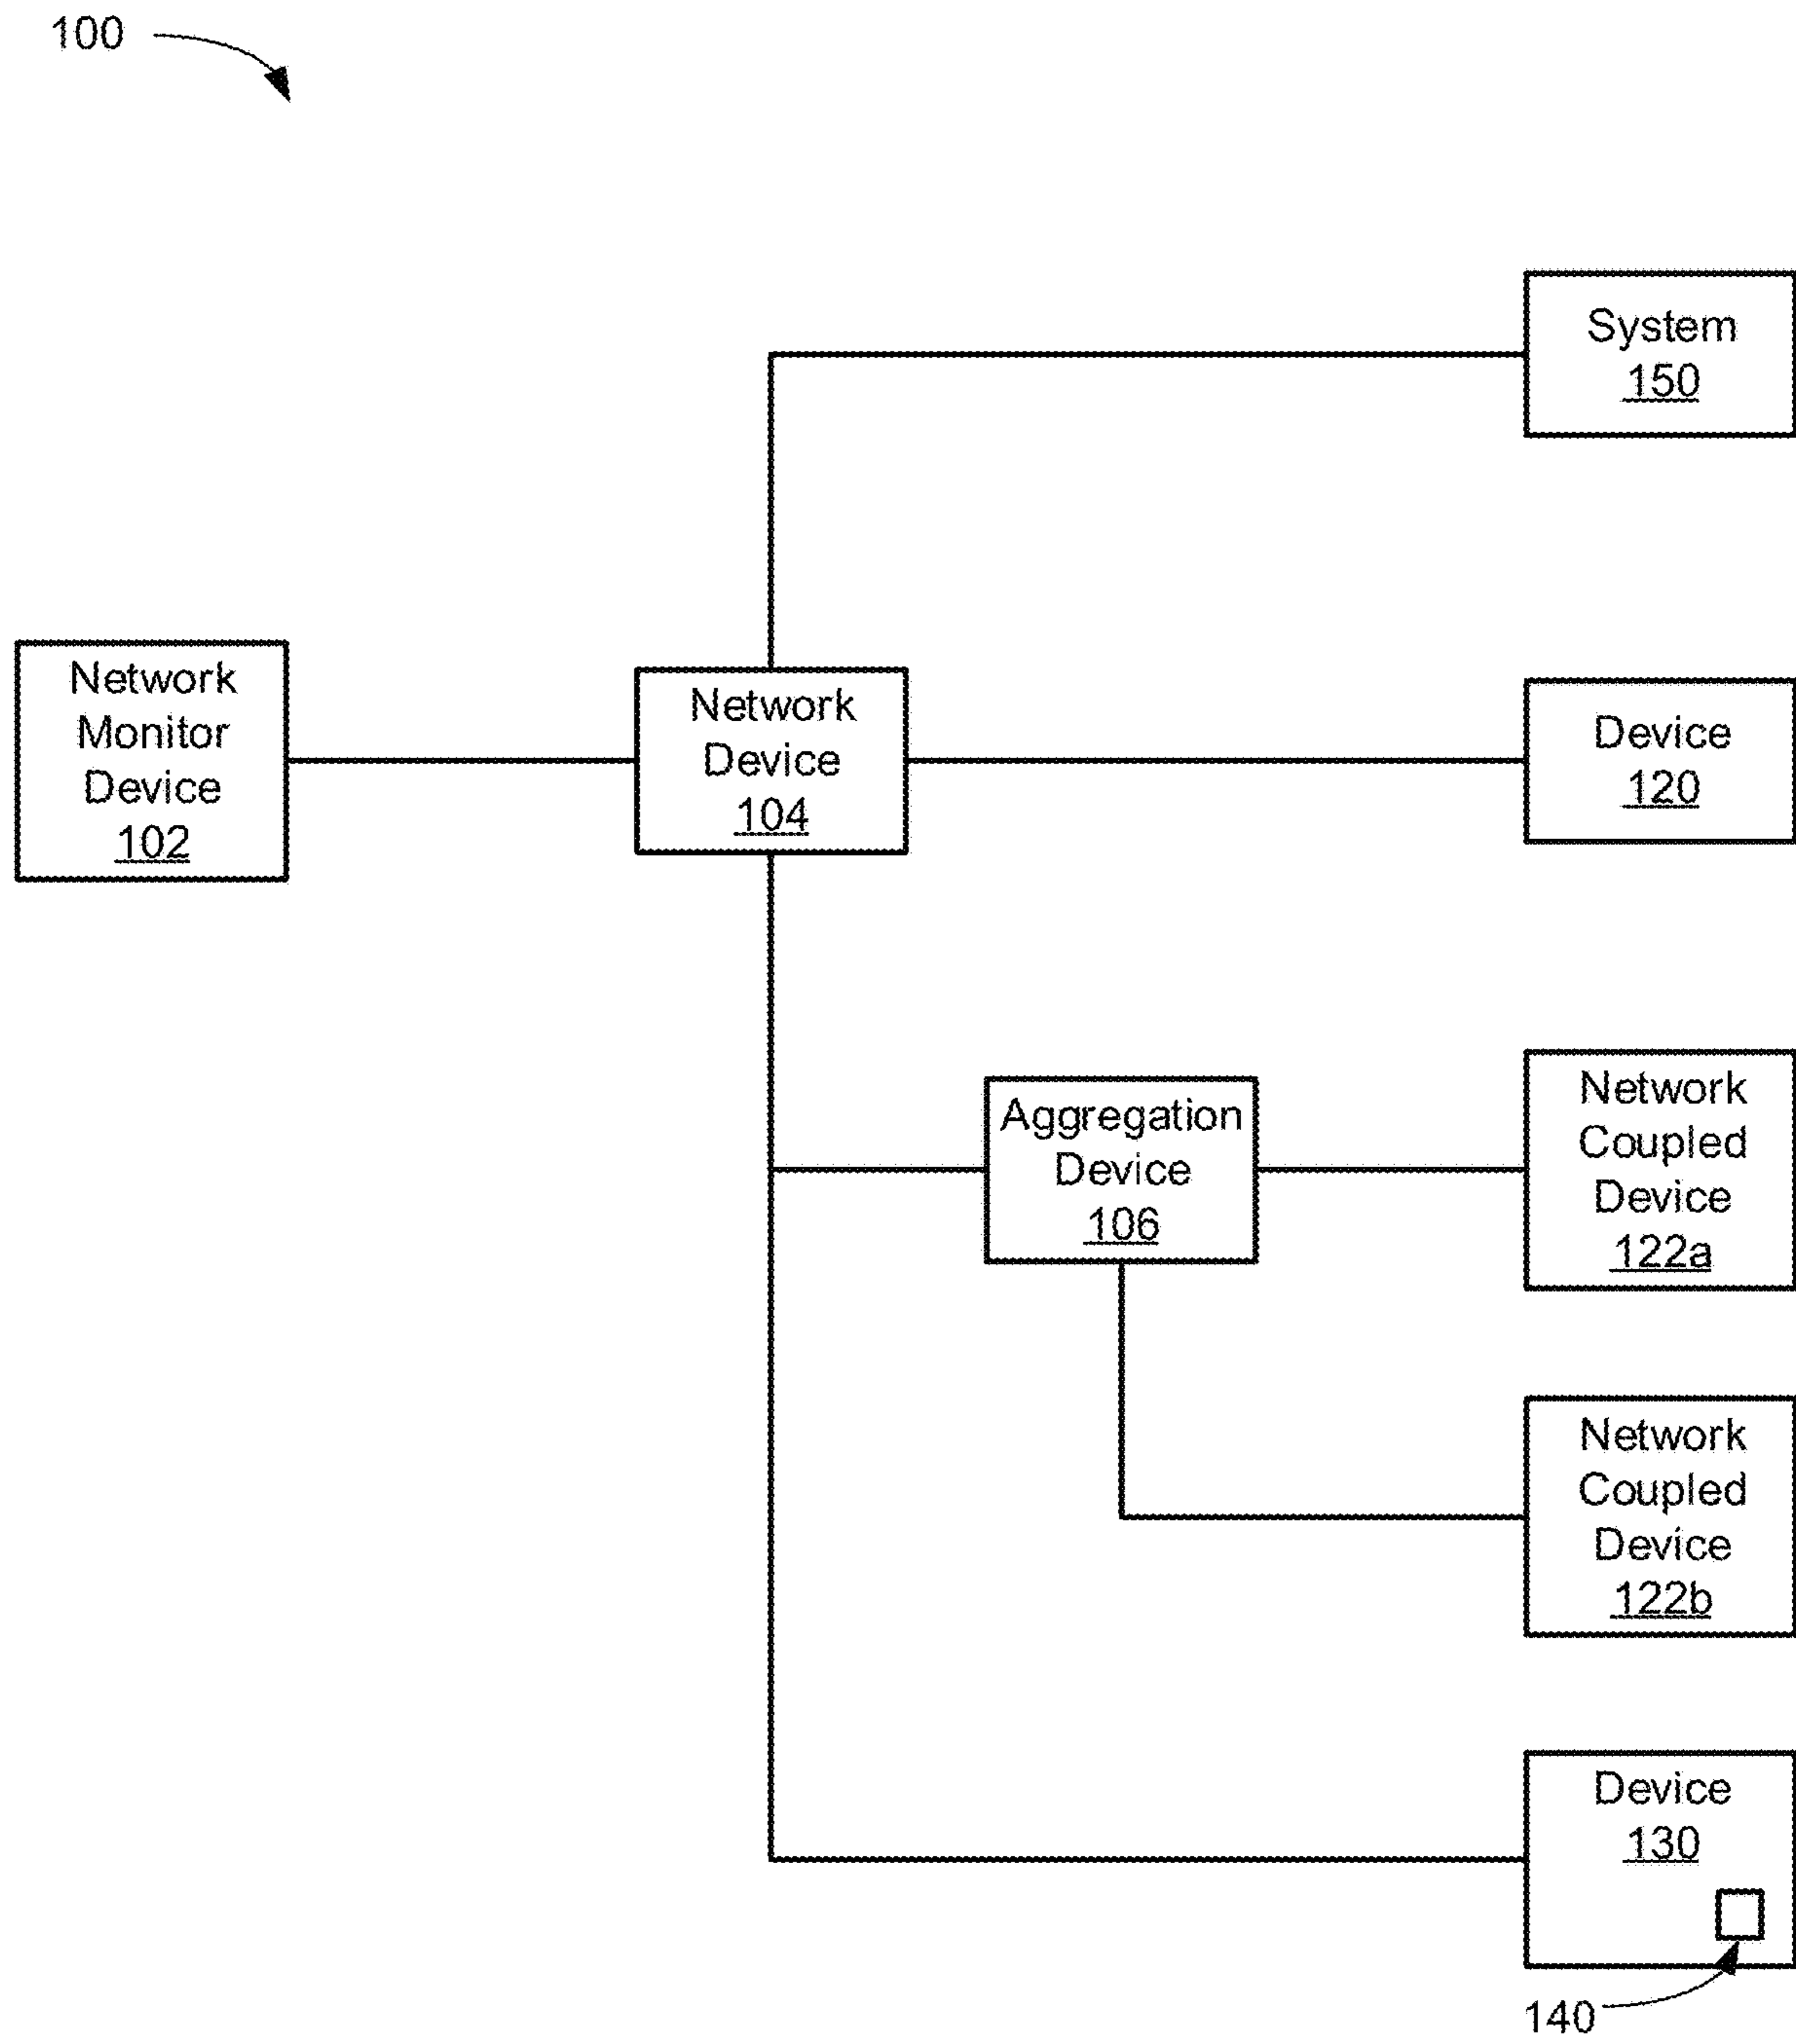 100
System
150
Network
Monitor
Device
102
Network
Device
104
Device
120
Aggregation
Device
106
Network
Coupled
Device
122a
Network
Coupled
Device
122b
Device
130
140